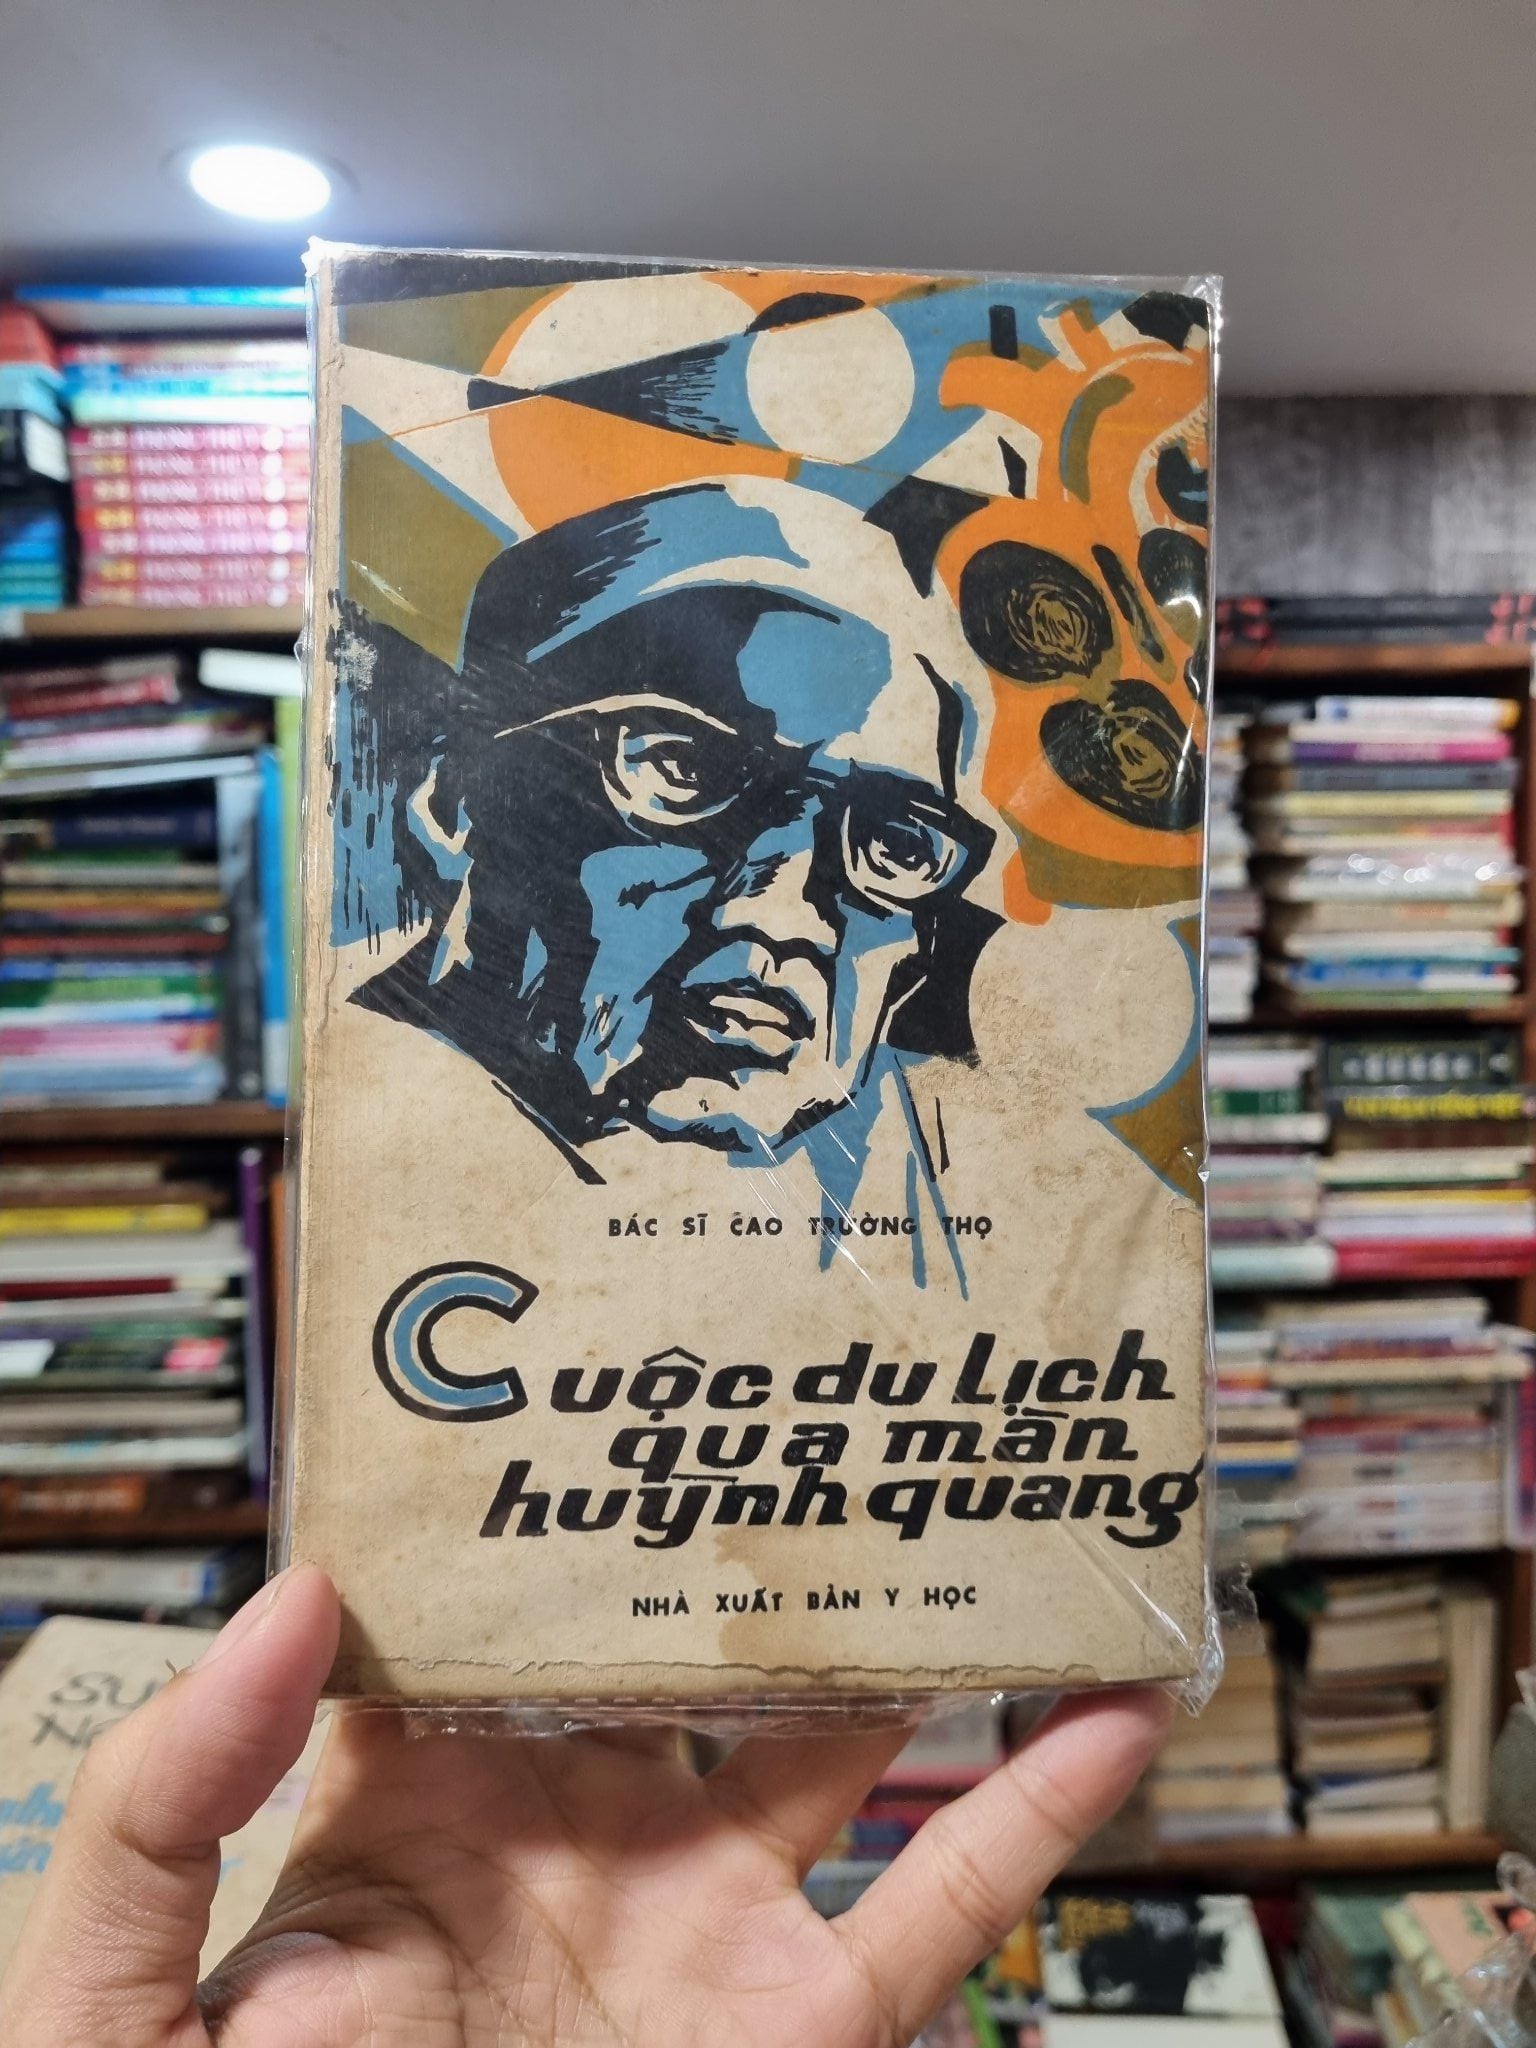 BÁC SĨ CAO TRƯỜNG THỌ
Cuộc du lịch
qua màn
huỳnh quang
NHÀ XUẤT BẢN Y HỌC